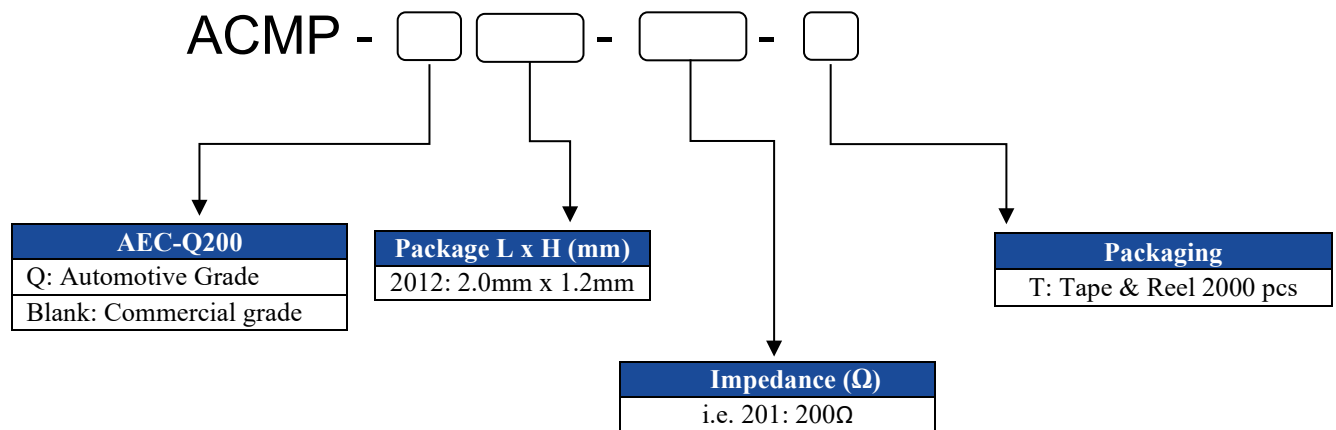 ACMP - - -
AEC-Q200
Q: Automotive Grade
Blank: Commercial grade
Package L x H (mm)
2012: 2.0mm x 1.2mm
Packaging
T: Tape & Reel 2000 pcs
Impedance (Ω)
i.e. 201: 200Ω